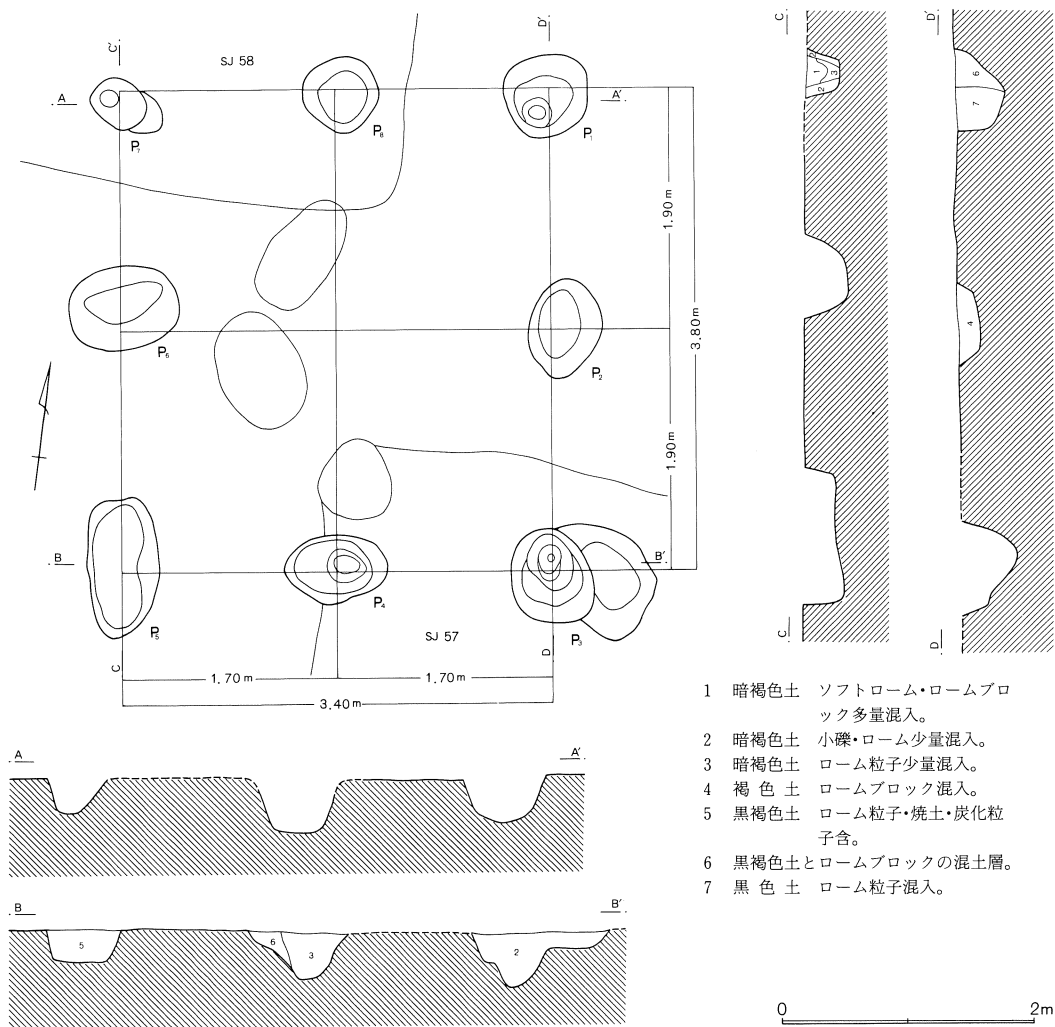 C′
D′
SJ 58
A
A′
P₇
P₈
P₁
1.90m
3.80m
P₆
P₂
1.90m
B
B′
P₅
P₄
P₃
SJ 57
C
D
1.70m
1.70m
3.40m
C′
D′
1
2
3
6
7
4
C
D
A
A′
B
B′
5
6
3
2
1 暗褐色土 ソフトローム・ロームブロ
ック多量混入。
2 暗褐色土 小礫・ローム少量混入。
3 暗褐色土 ローム粒子少量混入。
4 褐色土 ロームブロック混入。
5 黒褐色土 ローム粒子・焼土・炭化粒
子含。
6 黒褐色土とロームブロックの混土層。
7 黒色土 ローム粒子混入。
0 2m